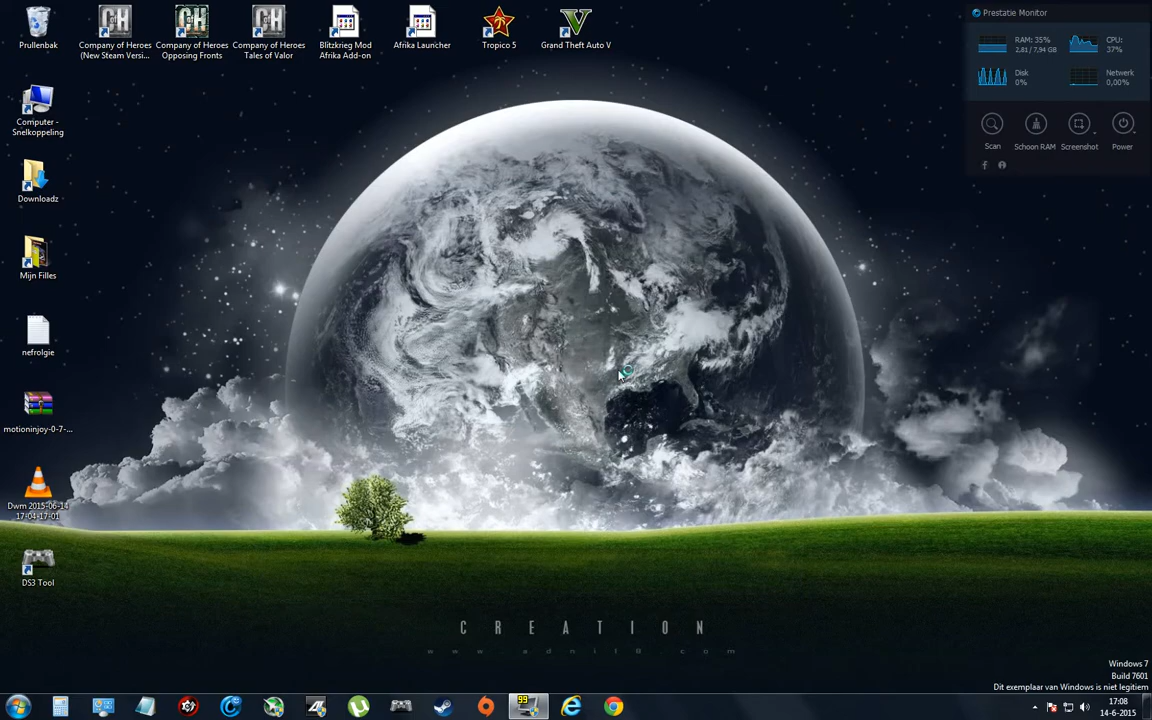 Prullenbak
Company of Heroes
(New Steam Versi...
Company of Heroes
Opposing Fronts
Company of Heroes
Tales of Valor
Blitzkrieg Mod
Afrika Add-on
Afrika Launcher
Tropico 5
Grand Theft Auto V
Prestatie Monitor
RAM: 35%
2,81 / 7,94 GB
CPU:
37%
Disk
0%
Netwerk
0,00%
Scan
Schoon RAM
Screenshot
Power
Computer -
Snelkoppeling
Downloadz
Mijn Filles
nefrolgie
motioninjoy-0-7-...
Dwm 2015-06-14
17-04-17-01
DS3 Tool
CREATION
www.adnif0.com
Windows 7
Build 7601
Dit exemplaar van Windows is niet legitiem
99
17:08
14-6-2015